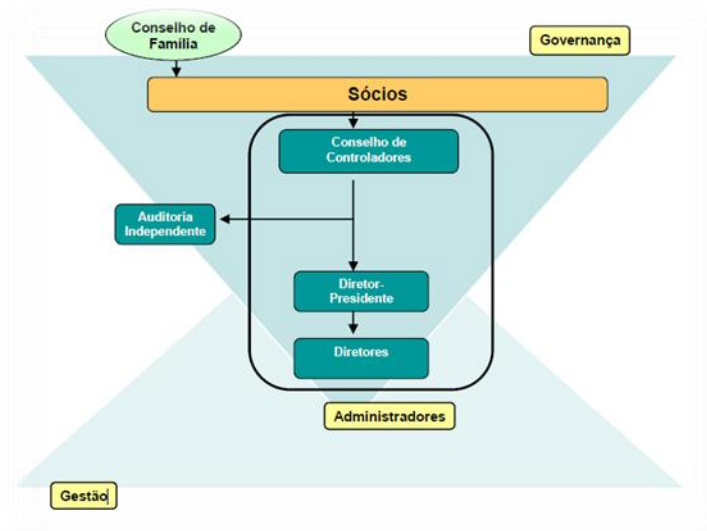 Conselho de
Família
Governança
Sócios
Conselho de
Controladores
Auditoria
Independente
Diretor-
Presidente
Diretores
Administradores
Gestão